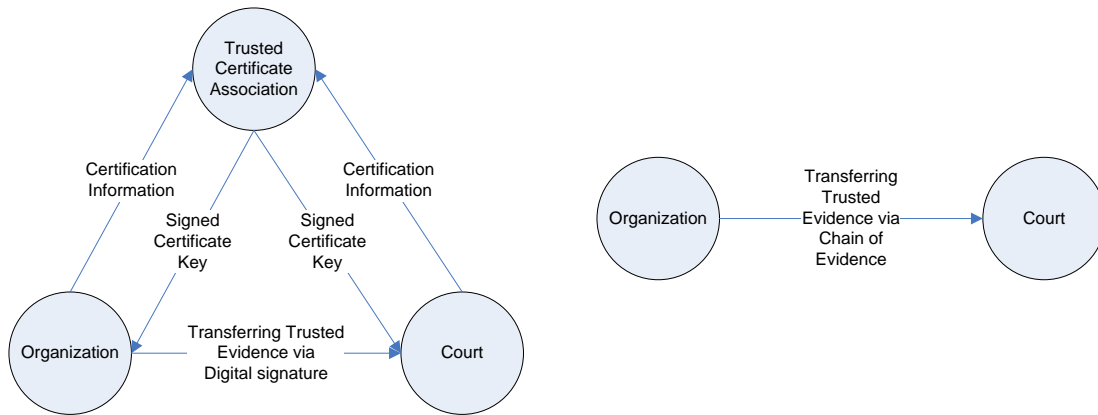 Trusted
Certificate
Association
Certification
Information
Certification
Information
Signed
Certificate
Key
Signed
Certificate
Key
Organization
Transferring Trusted
Evidence via
Digital signature
Court
Organization
Transferring
Trusted
Evidence via
Chain of
Evidence
Court